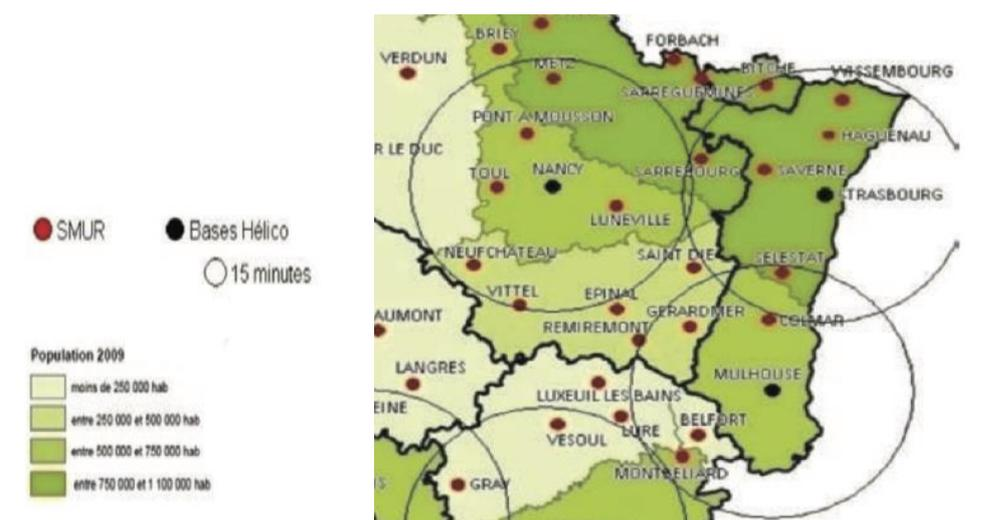 SMUR
Bases Hélico
15 minutes
Population 2009
moins de 250 000 hab
entre 250 000 et 500 000 hab
entre 500 000 et 750 000 hab
entre 750 000 et 1 100 000 hab
BRIEY
FORBACH
VERDUN
METZ
BITCHE
WISSEMBOURG
SARREGUEMINES
PONT A MOUSSON
HAGUENAU
R LE DUC
TOUL
NANCY
SARREBOURG
SAVERNE
STRASBOURG
LUNEVILLE
NEUFCHATEAU
SAINT DIE
SELESTAT
VITTEL
EPINAL
GERARDMER
AUMONT
REMIREMONT
COLMAR
LANGRES
MULHOUSE
LUXEUIL LES BAINS
EINE
BELFORT
VESOUL
LURE
MONTBELIARD
GRAY
S